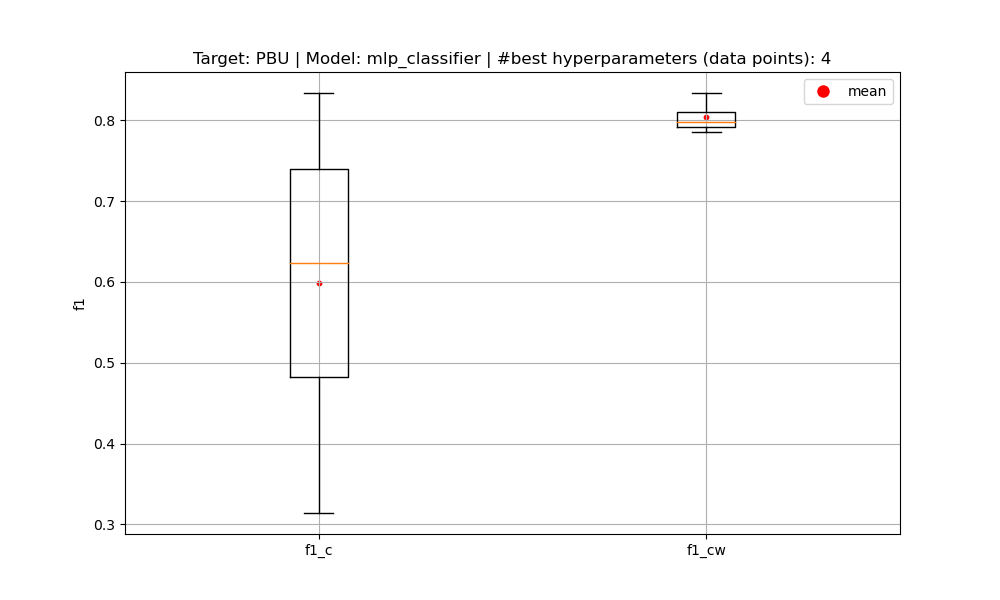 Target: PBU | Model: mlp_classifier | #best hyperparameters (data points): 4
mean
0.8
0.7
0.6
0.5
0.4
0.3
f1
f1_c
f1_cw